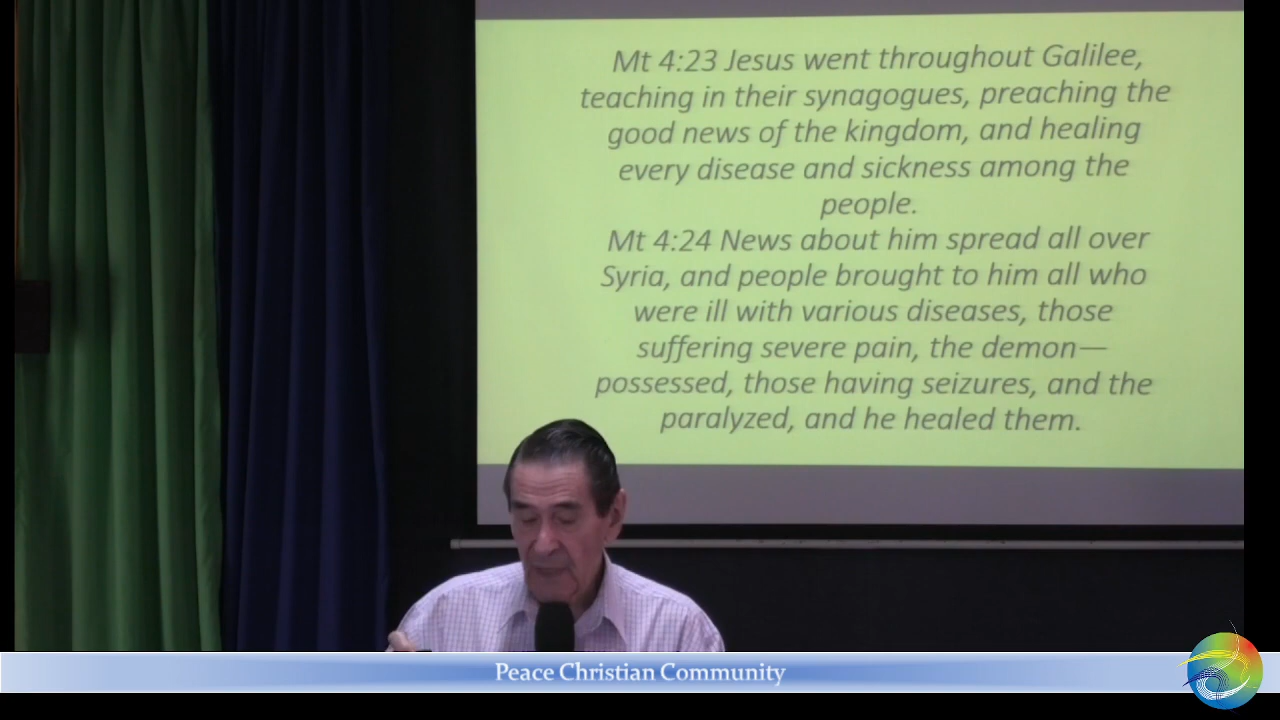 Mt 4:23 Jesus went throughout Galilee,
teaching in their synagogues, preaching the
good news of the kingdom, and healing
every disease and sickness among the
people.
Mt 4:24 News about him spread all over
Syria, and people brought to him all who
were ill with various diseases, those
suffering severe pain, the demon—
possessed, those having seizures, and the
paralyzed, and he healed them.
Peace Christian Community